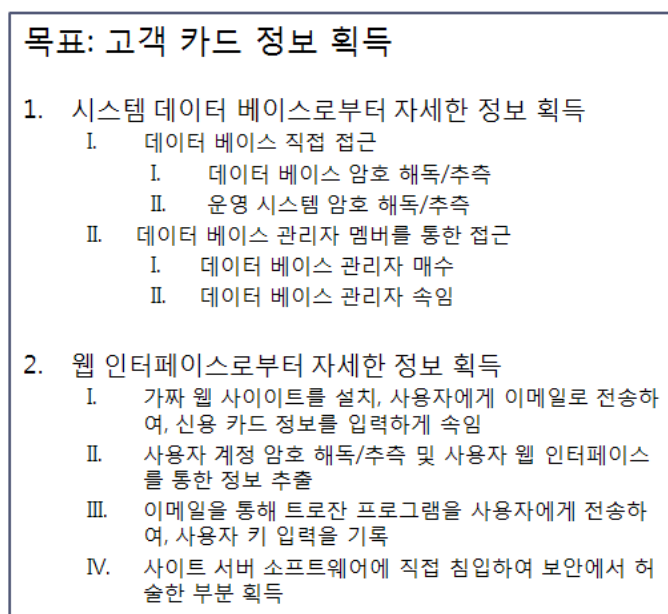 목표: 고객 카드 정보 획득
1. 시스템 데이터 베이스로부터 자세한 정보 획득
I. 데이터 베이스 직접 접근
I. 데이터 베이스 암호 해독/추측
II. 운영 시스템 암호 해독/추측
II. 데이터 베이스 관리자 멤버를 통한 접근
I. 데이터 베이스 관리자 매수
II. 데이터 베이스 관리자 속임
2. 웹 인터페이스로부터 자세한 정보 획득
I. 가짜 웹 사이이트를 설치, 사용자에게 이메일로 전송하
여, 신용 카드 정보를 입력하게 속임
II. 사용자 계정 암호 해독/추측 및 사용자 웹 인터페이스
를 통한 정보 추출
III. 이메일을 통해 트로잔 프로그램을 사용자에게 전송하
여, 사용자 키 입력을 기록
IV. 사이트 서버 소프트웨어에 직접 침입하여 보안에서 허
술한 부분 획득